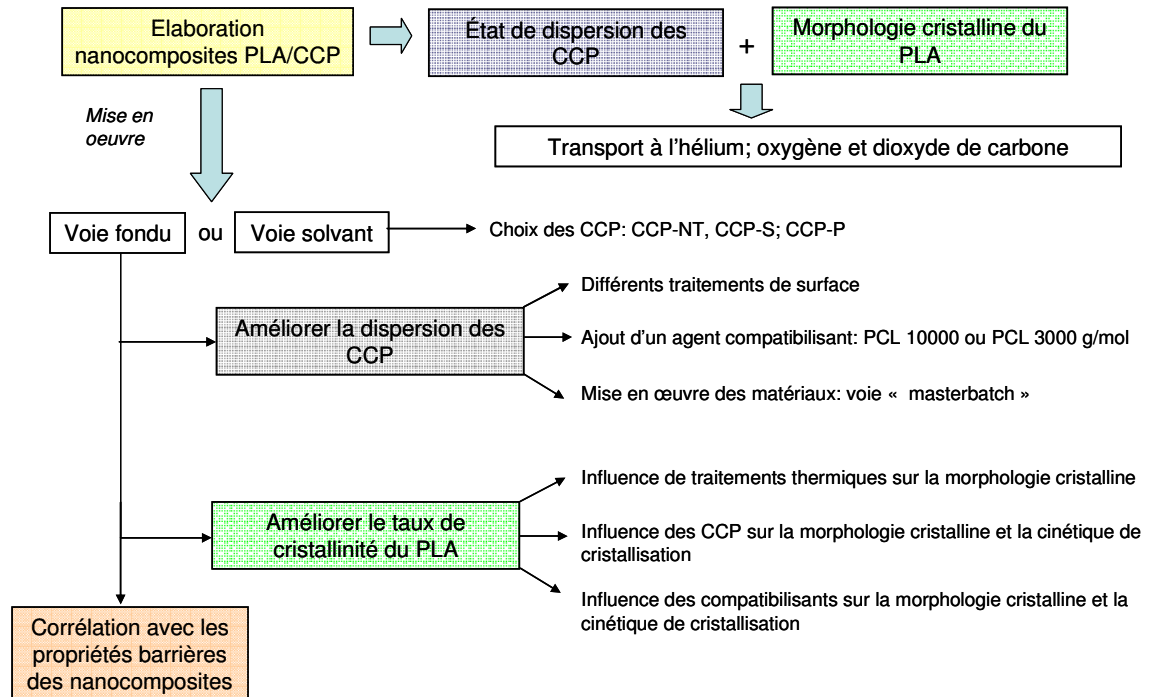 Elaboration
nanocomposites PLA/CCP
État de dispersion des
CCP
+
Morphologie cristalline du
PLA
Mise en
oeuvre
Transport à l'hélium; oxygène et dioxyde de carbone
Voie fondu
ou
Voie solvant
Choix des CCP: CCP-NT, CCP-S; CCP-P
Différents traitements de surface
Améliorer la dispersion des
CCP
Ajout d'un agent compatibilisant: PCL 10000 ou PCL 3000 g/mol
Mise en œuvre des matériaux: voie « masterbatch »
Influence de traitements thermiques sur la morphologie cristalline
Améliorer le taux de
cristallinité du PLA
Influence des CCP sur la morphologie cristalline et la cinétique de
cristallisation
Influence des compatibilisants sur la morphologie cristalline et la
cinétique de cristallisation
Corrélation avec les
propriétés barrières
des nanocomposites